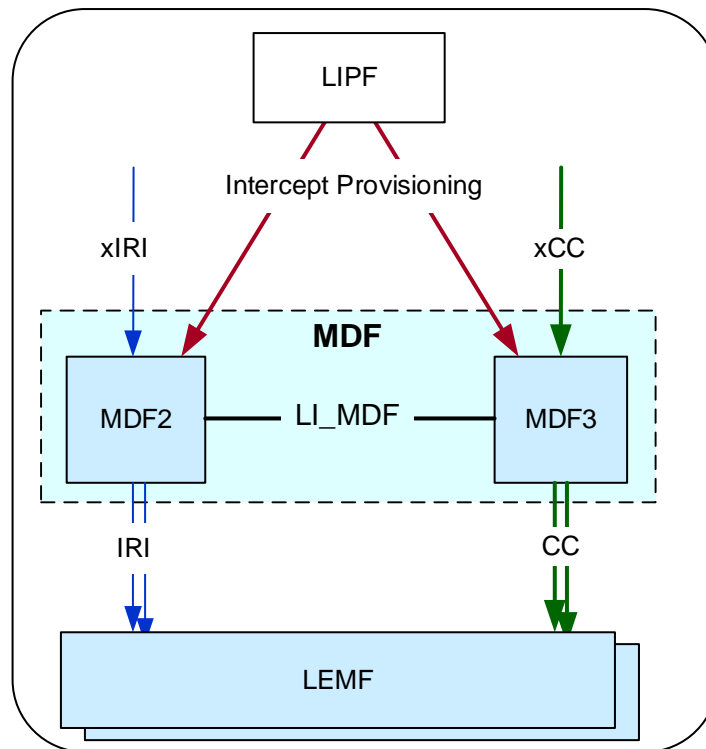 LIPF
Intercept Provisioning
xIRI
xCC
MDF
MDF2
LI_MDF
MDF3
IRI
CC
LEMF